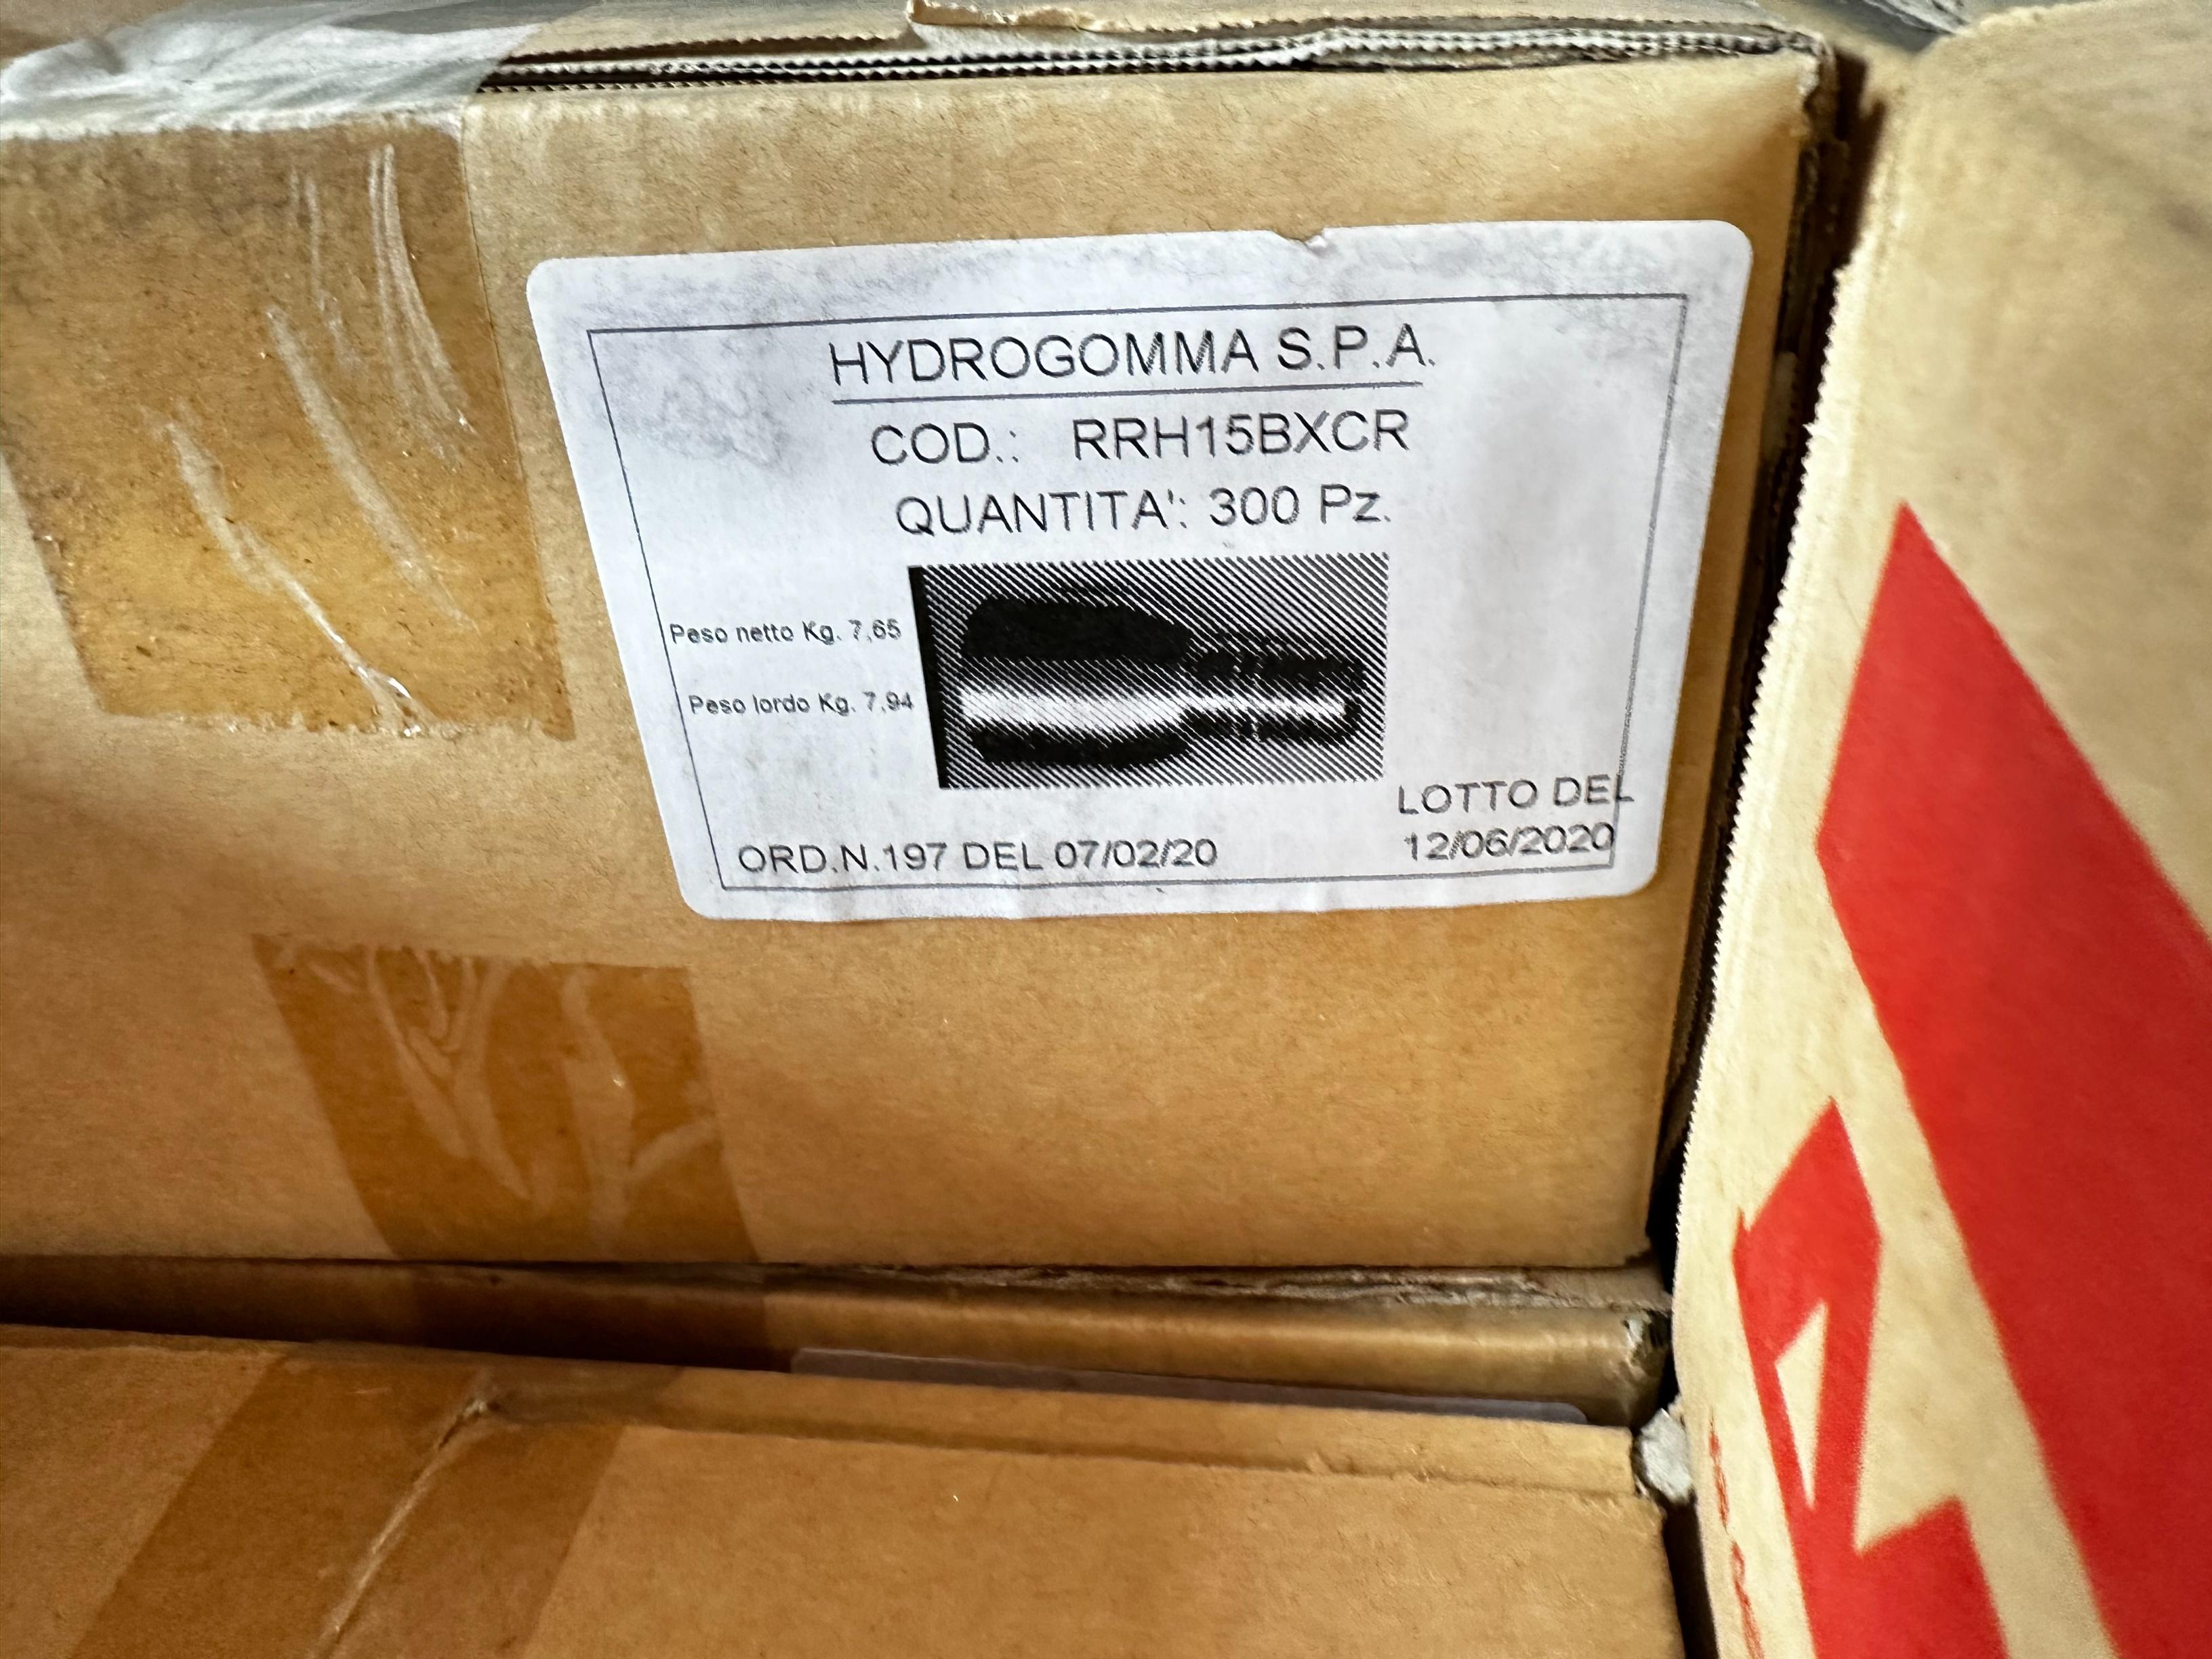 HYDROGOMMA S.P.A.
COD.: RRH15BXCR
QUANTITA': 300 Pz.
Peso netto Kg. 7,65
Peso lordo Kg. 7,94
LOTTO DEL
12/06/2020
ORD.N.197 DEL 07/02/20